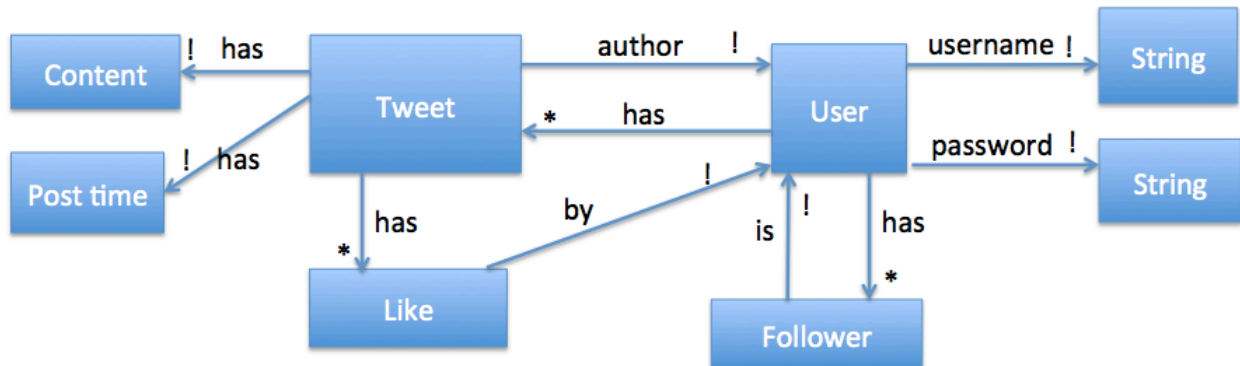 ! has
author !
username !
Content
Tweet
User
String
* has
! has
password !
Post time
String
has
*
by
!
is
!
has
*
Like
Follower